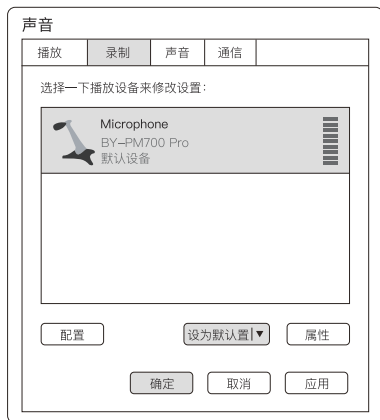 声音
播放 录制 声音 通信
选择一下播放设备来修改设置：
Microphone
BY-PM700 Pro
默认设备
配置 设为默认置 属性
确定 取消 应用